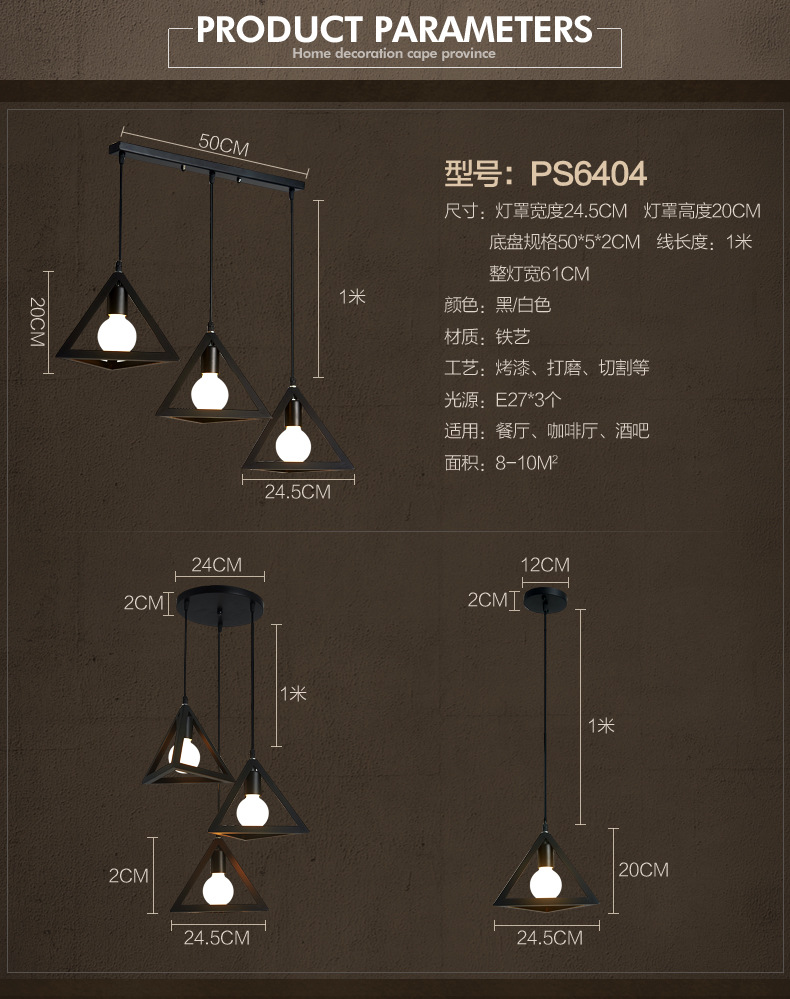 PRODUCT PARAMETERS
Home decoration cape province
50CM
20CM
1米
24.5CM
型号：PS6404
尺寸：灯罩宽度24.5CM 灯罩高度20CM
底盘规格50*5*2CM 线长度：1米
整灯宽61CM
颜色：黑/白色
材质：铁艺
工艺：烤漆、打磨、切割等
光源：E27*3个
适用：餐厅、咖啡厅、酒吧
面积：8-10M²
24CM
2CM
1米
2CM
24.5CM
12CM
2CM
1米
20CM
24.5CM